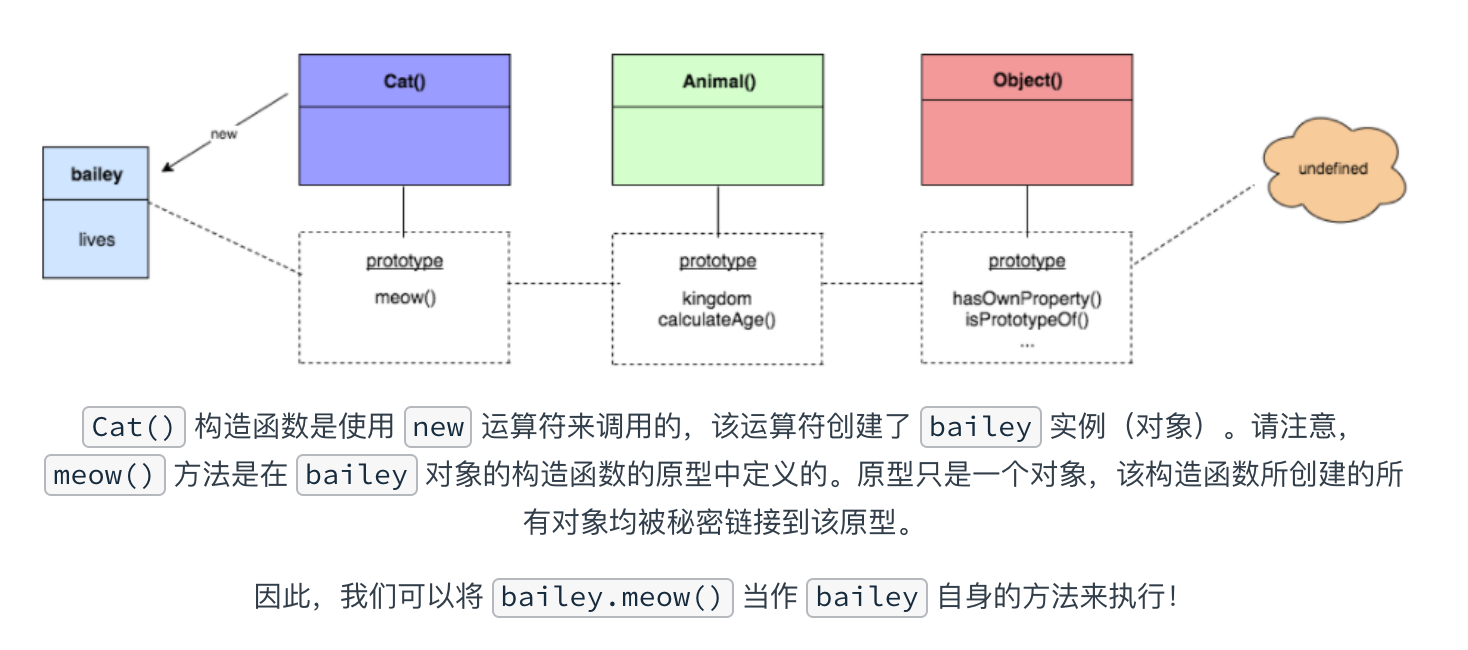 Cat()
Animal()
Object()
new
undefined
bailey
lives
prototype
meow()
prototype
kingdom
calculateAge()
prototype
hasOwnProperty()
isPrototypeOf()
...
Cat() 构造函数是使用 new 运算符来调用的，该运算符创建了 bailey 实例（对象）。请注意，
meow() 方法是在 bailey 对象的构造函数的原型中定义的。原型只是一个对象，该构造函数所创建的所
有对象均被秘密链接到该原型。
因此，我们可以将 bailey.meow() 当作 bailey 自身的方法来执行！